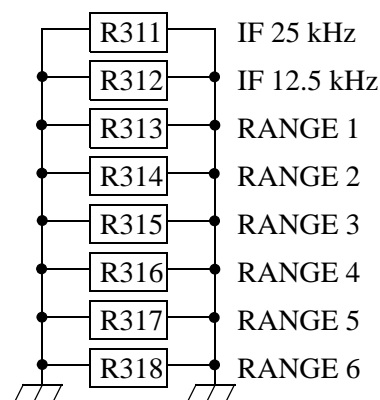 R311 IF 25 kHz
R312 IF 12.5 kHz
R313 RANGE 1
R314 RANGE 2
R315 RANGE 3
R316 RANGE 4
R317 RANGE 5
R318 RANGE 6